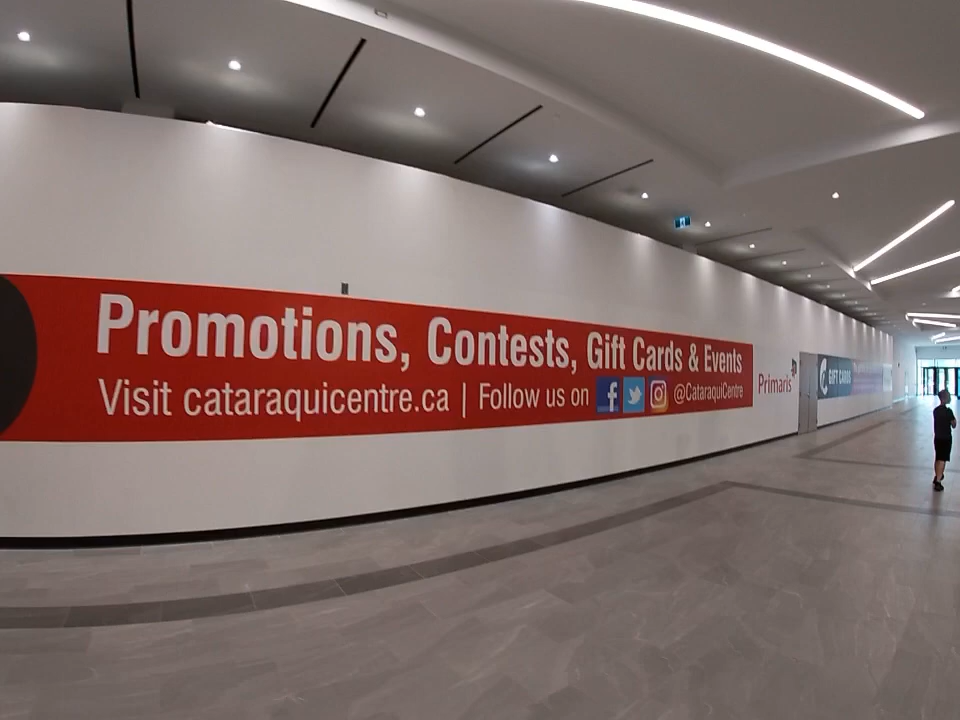 Promotions, Contests, Gift Cards & Events
Visit cataraquicentre.ca | Follow us on @CataraquiCentre
Primaris
GIFT CARDS